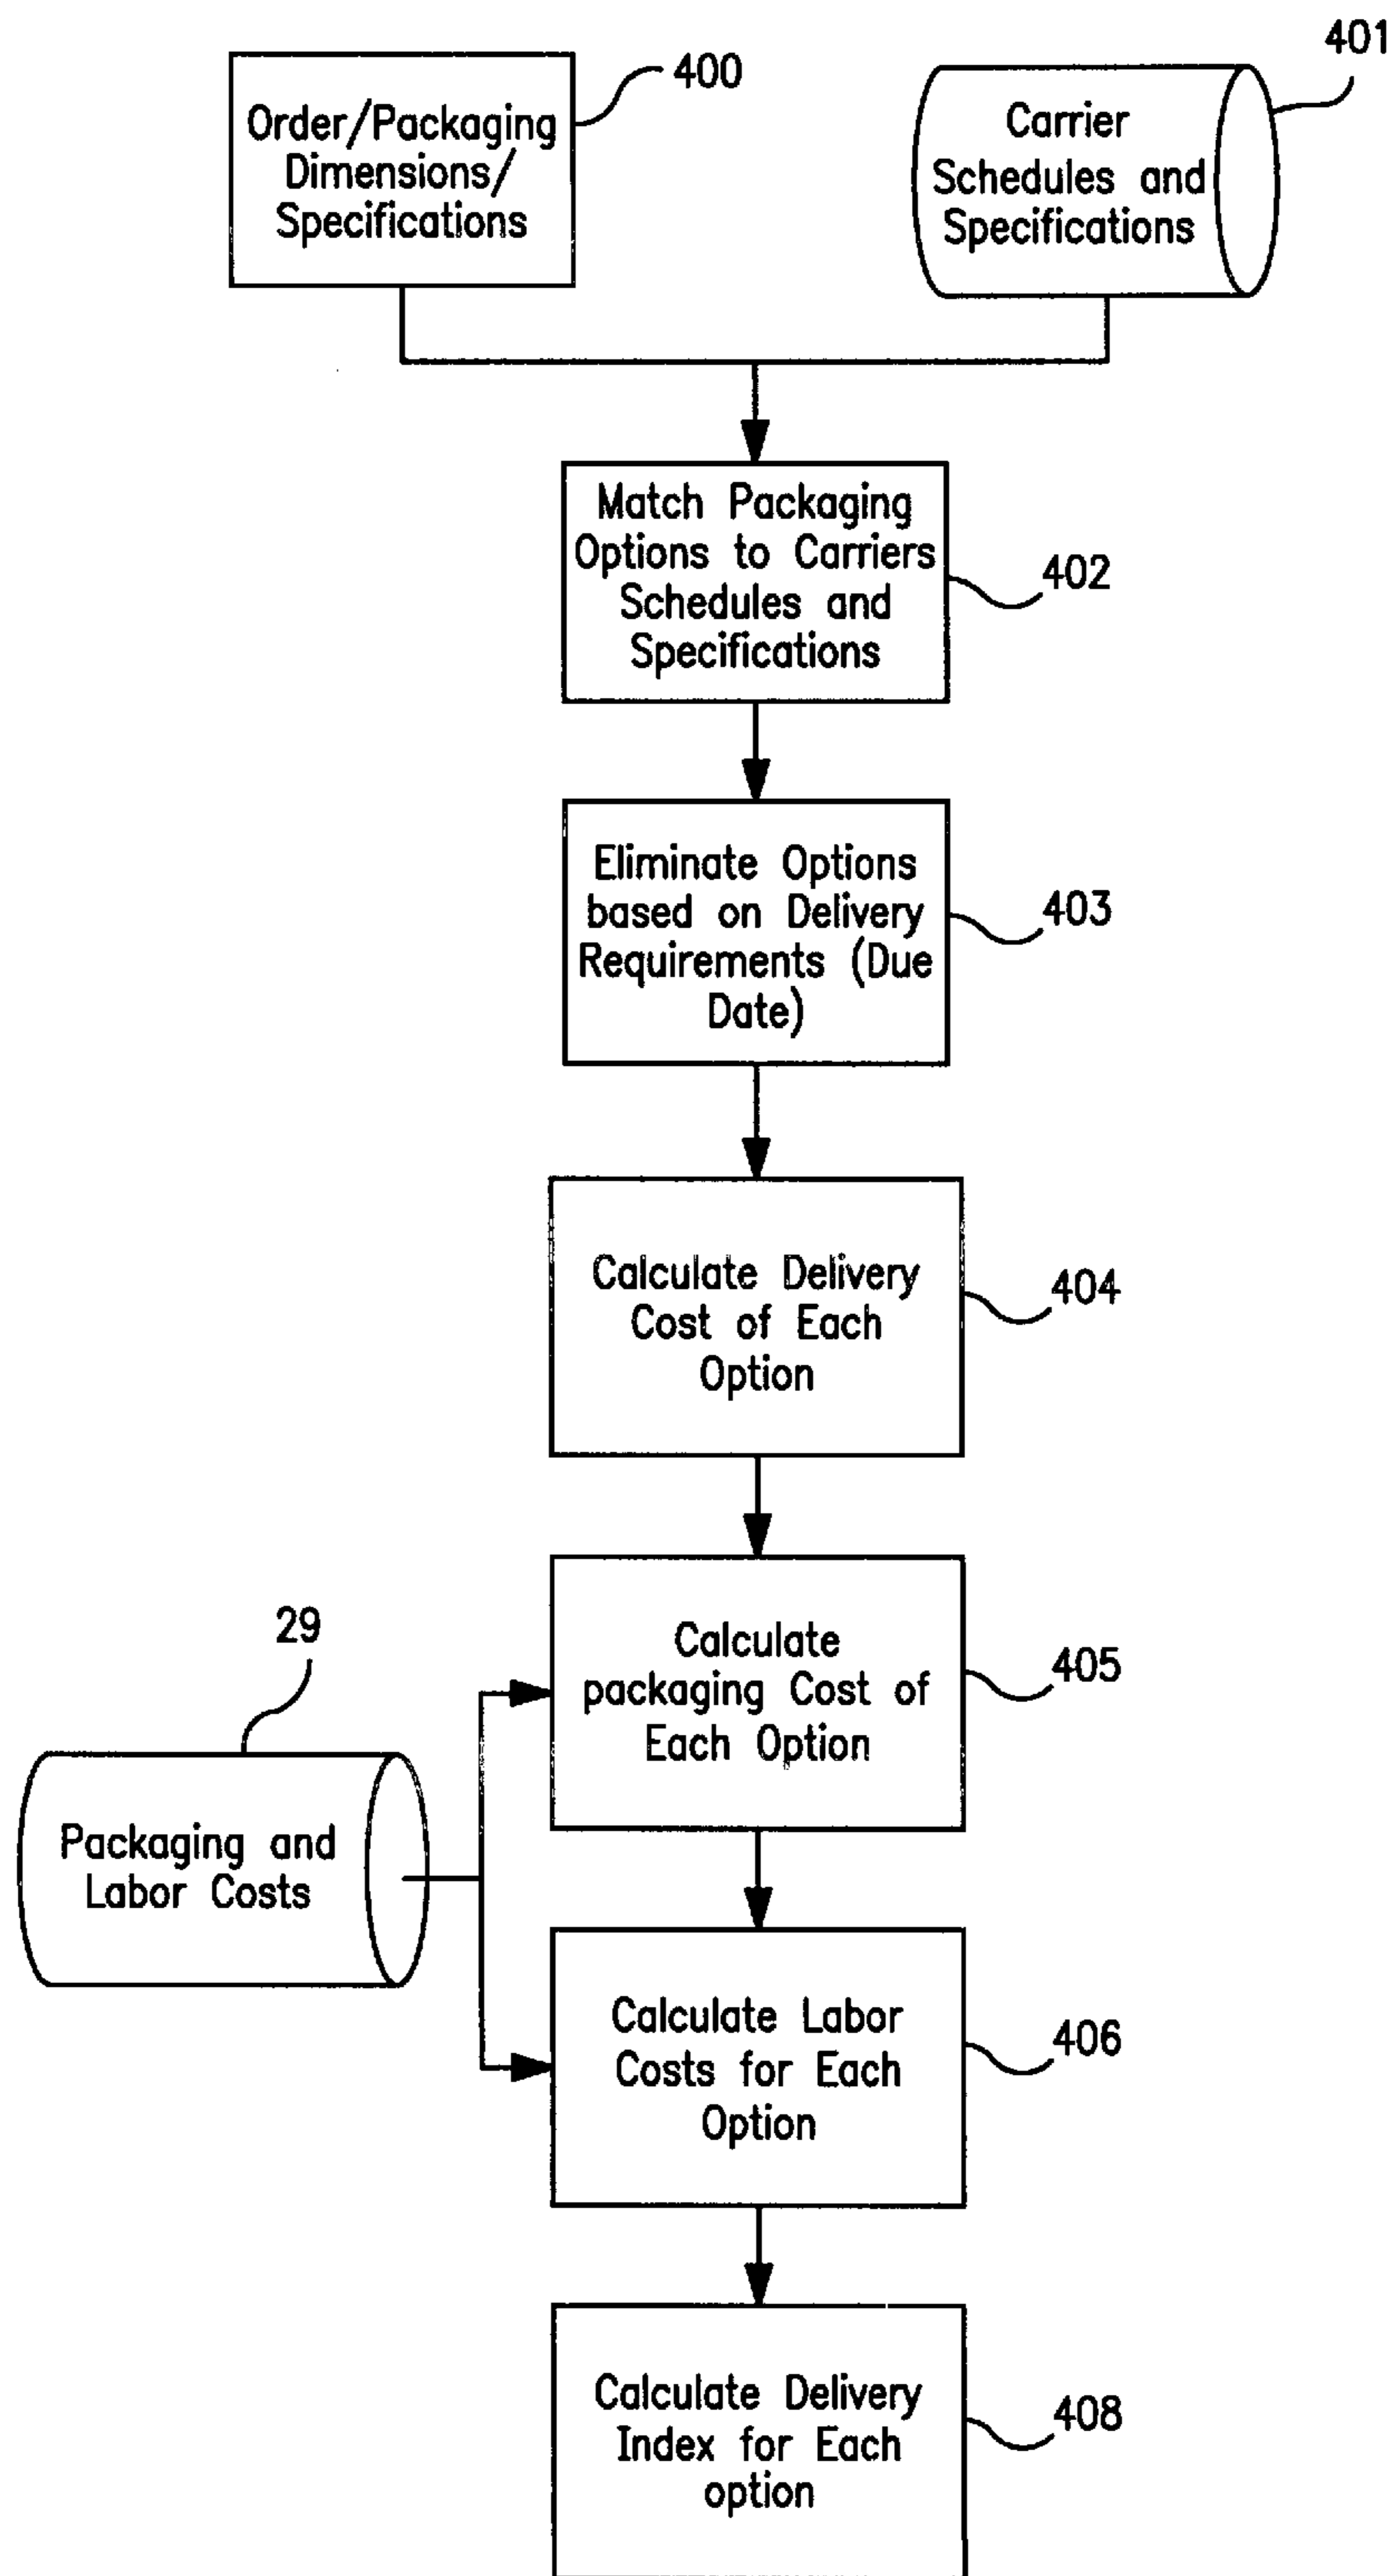 Order/Packaging
Dimensions/
Specifications
400
Carrier
Schedules and
Specifications
401
Match Packaging
Options to Carriers
Schedules and
Specifications
402
Eliminate Options
based on Delivery
Requirements (Due
Date)
403
Calculate Delivery
Cost of Each
Option
404
Calculate
packaging Cost of
Each Option
405
29
Packaging and
Labor Costs
Calculate Labor
Costs for Each
Option
406
Calculate Delivery
Index for Each
option
408